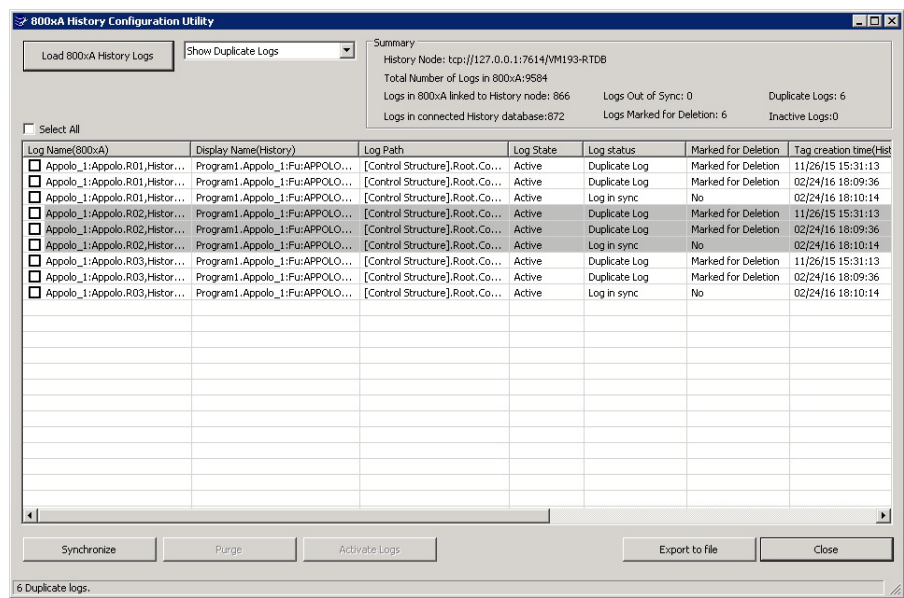 800xA History Configuration Utility
Load 800xA History Logs
Show Duplicate Logs
Summary
History Node: tcp://127.0.0.1:7614/VM193-RTDB
Total Number of Logs in 800xA:9584
Logs in 800xA linked to History node: 866 Logs Out of Sync: 0 Duplicate Logs: 6
Logs in connected History database:872 Logs Marked for Deletion: 6 Inactive Logs:0
Select All
Log Name(800xA) Display Name(History) Log Path Log State Log status Marked for Deletion Tag creation time(Hist
Appolo_1:Appolo.R01,Histor... Program1.Appolo_1:Fu:APPOLO... [Control Structure].Root.Co... Active Duplicate Log Marked for Deletion 11/26/15 15:31:13
Appolo_1:Appolo.R01,Histor... Program1.Appolo_1:Fu:APPOLO... [Control Structure].Root.Co... Active Duplicate Log Marked for Deletion 02/24/16 18:09:36
Appolo_1:Appolo.R01,Histor... Program1.Appolo_1:Fu:APPOLO... [Control Structure].Root.Co... Active Log in sync No 02/24/16 18:10:14
Appolo_1:Appolo.R02,Histor... Program1.Appolo_1:Fu:APPOLO... [Control Structure].Root.Co... Active Duplicate Log Marked for Deletion 11/26/15 15:31:13
Appolo_1:Appolo.R02,Histor... Program1.Appolo_1:Fu:APPOLO... [Control Structure].Root.Co... Active Duplicate Log Marked for Deletion 02/24/16 18:09:36
Appolo_1:Appolo.R02,Histor... Program1.Appolo_1:Fu:APPOLO... [Control Structure].Root.Co... Active Log in sync No 02/24/16 18:10:14
Appolo_1:Appolo.R03,Histor... Program1.Appolo_1:Fu:APPOLO... [Control Structure].Root.Co... Active Duplicate Log Marked for Deletion 11/26/15 15:31:13
Appolo_1:Appolo.R03,Histor... Program1.Appolo_1:Fu:APPOLO... [Control Structure].Root.Co... Active Duplicate Log Marked for Deletion 02/24/16 18:09:36
Appolo_1:Appolo.R03,Histor... Program1.Appolo_1:Fu:APPOLO... [Control Structure].Root.Co... Active Log in sync No 02/24/16 18:10:14
Synchronize Purge Activate Logs Export to file Close
6 Duplicate logs.